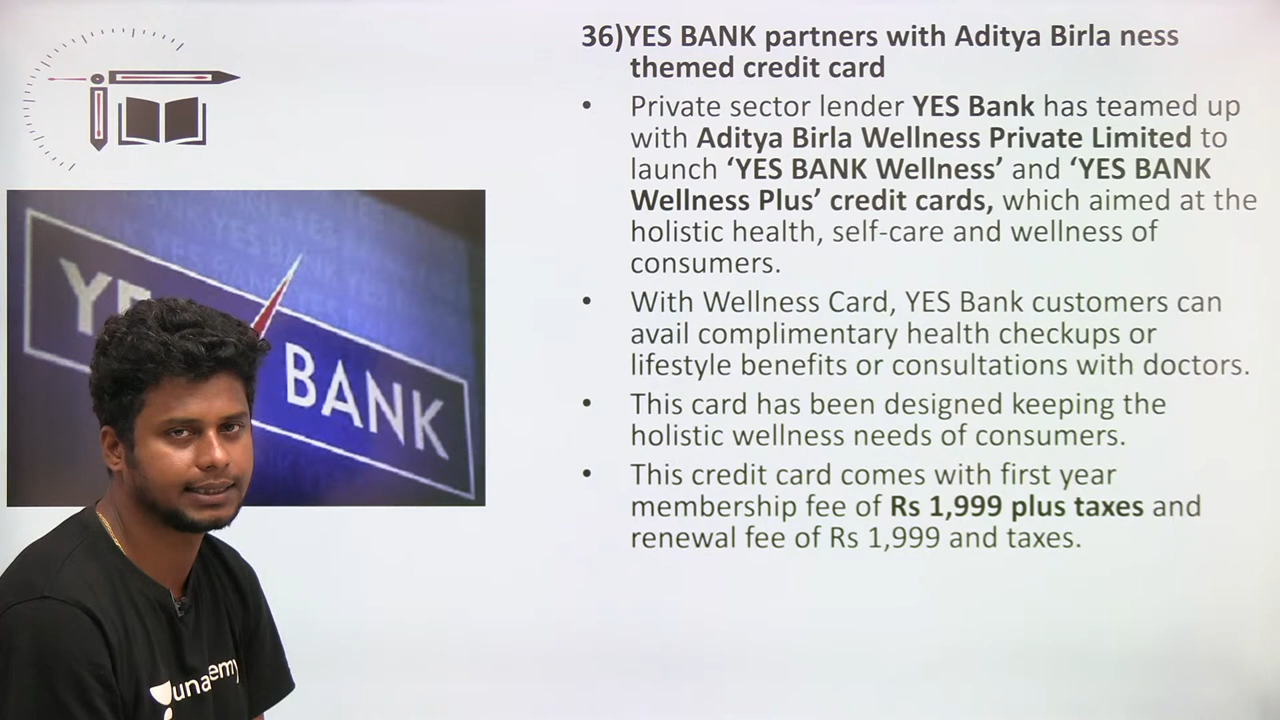 36)YES BANK partners with Aditya Birla ness
themed credit card
• Private sector lender YES Bank has teamed up
with Aditya Birla Wellness Private Limited to
launch ‘YES BANK Wellness’ and ‘YES BANK
Wellness Plus’ credit cards, which aimed at the
holistic health, self-care and wellness of
consumers.
• With Wellness Card, YES Bank customers can
avail complimentary health checkups or
lifestyle benefits or consultations with doctors.
• This card has been designed keeping the
holistic wellness needs of consumers.
• This credit card comes with first year
membership fee of Rs 1,999 plus taxes and
renewal fee of Rs 1,999 and taxes.
BANK